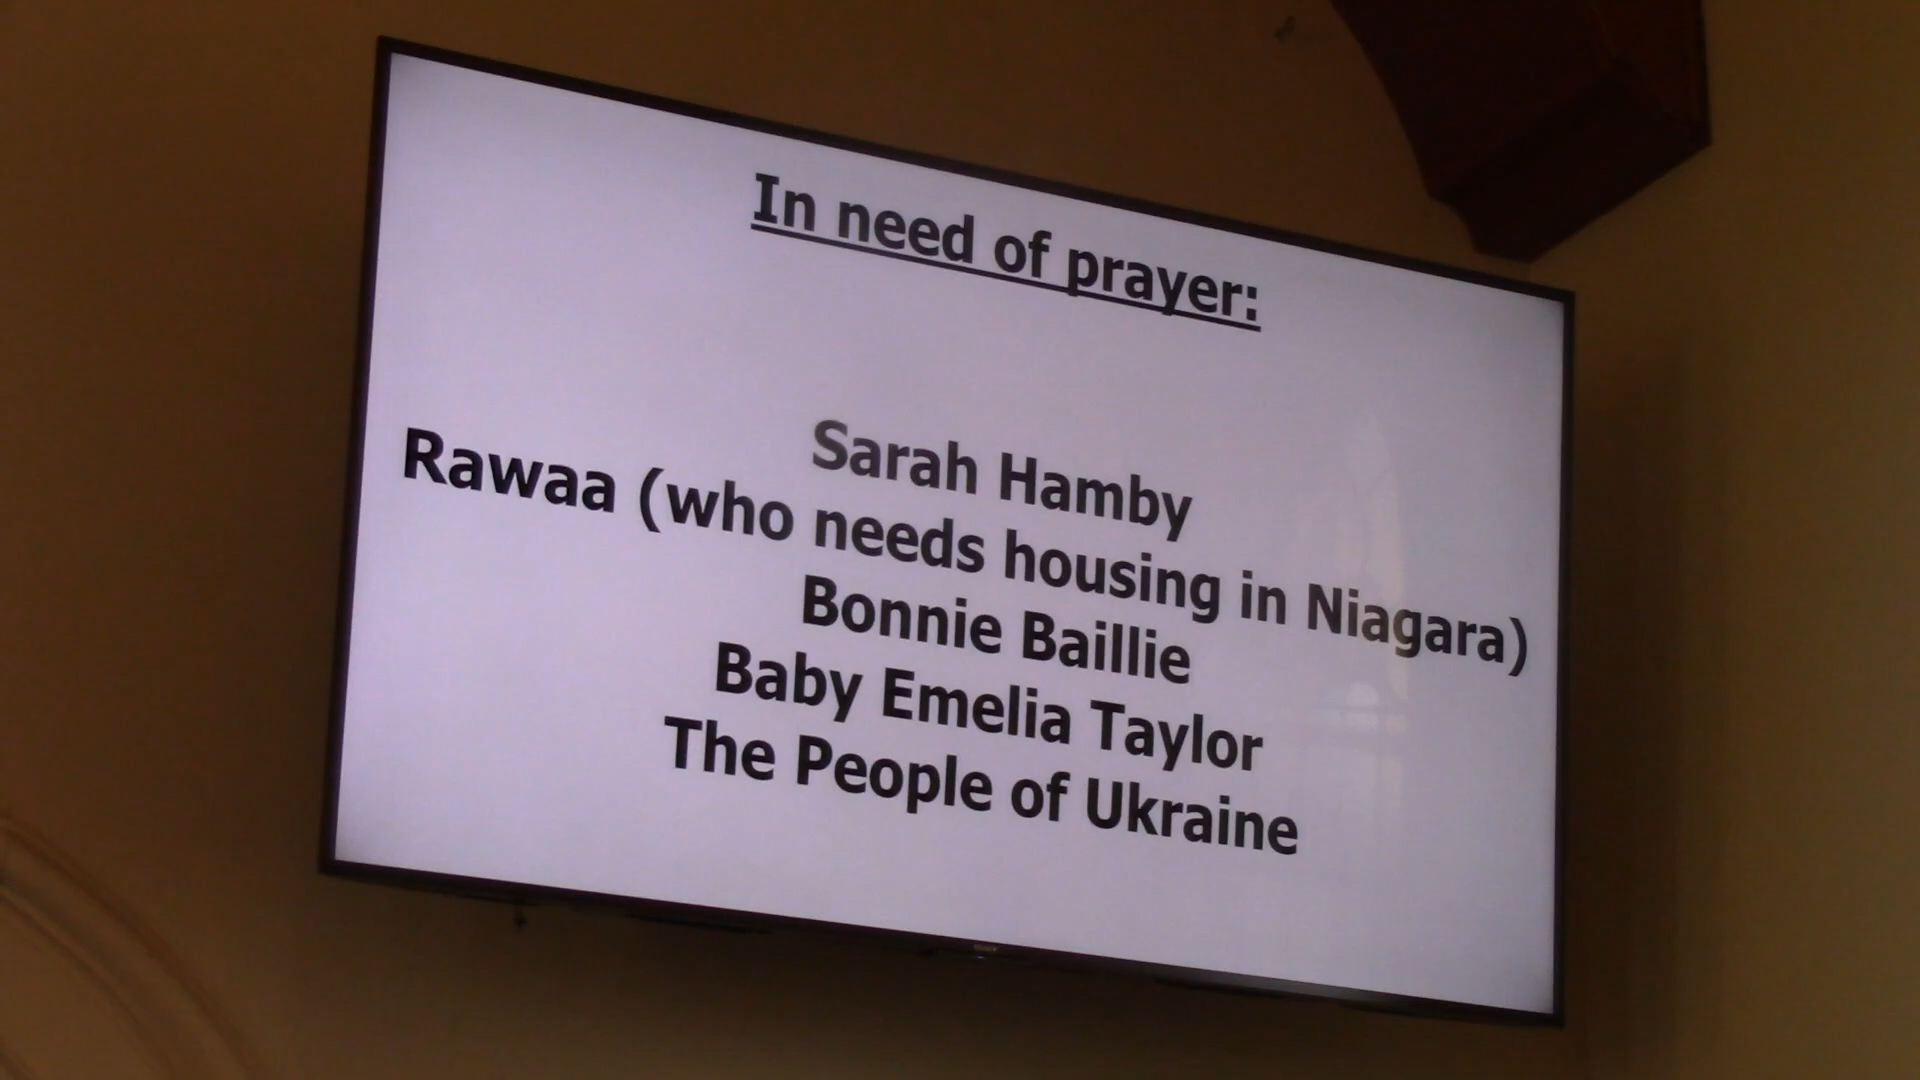 In need of prayer:
Sarah Hamby
Rawaa (who needs housing in Niagara)
Bonnie Baillie
Baby Emelia Taylor
The People of Ukraine